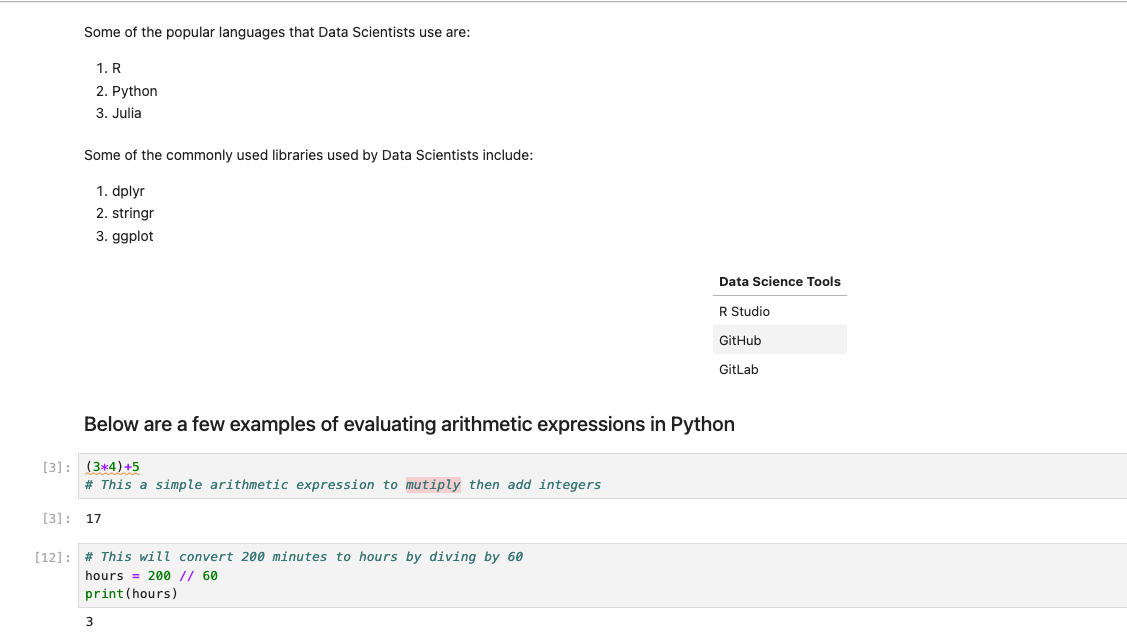 Some of the popular languages that Data Scientists use are:
1. R
2. Python
3. Julia
Some of the commonly used libraries used by Data Scientists include:
1. dplyr
2. stringr
3. ggplot
Data Science Tools
R Studio
GitHub
GitLab
Below are a few examples of evaluating arithmetic expressions in Python
[3]: (3*4)+5
# This a simple arithmetic expression to mutiply then add integers
[3]: 17
[12]: # This will convert 200 minutes to hours by diving by 60
hours = 200 // 60
print(hours)
3